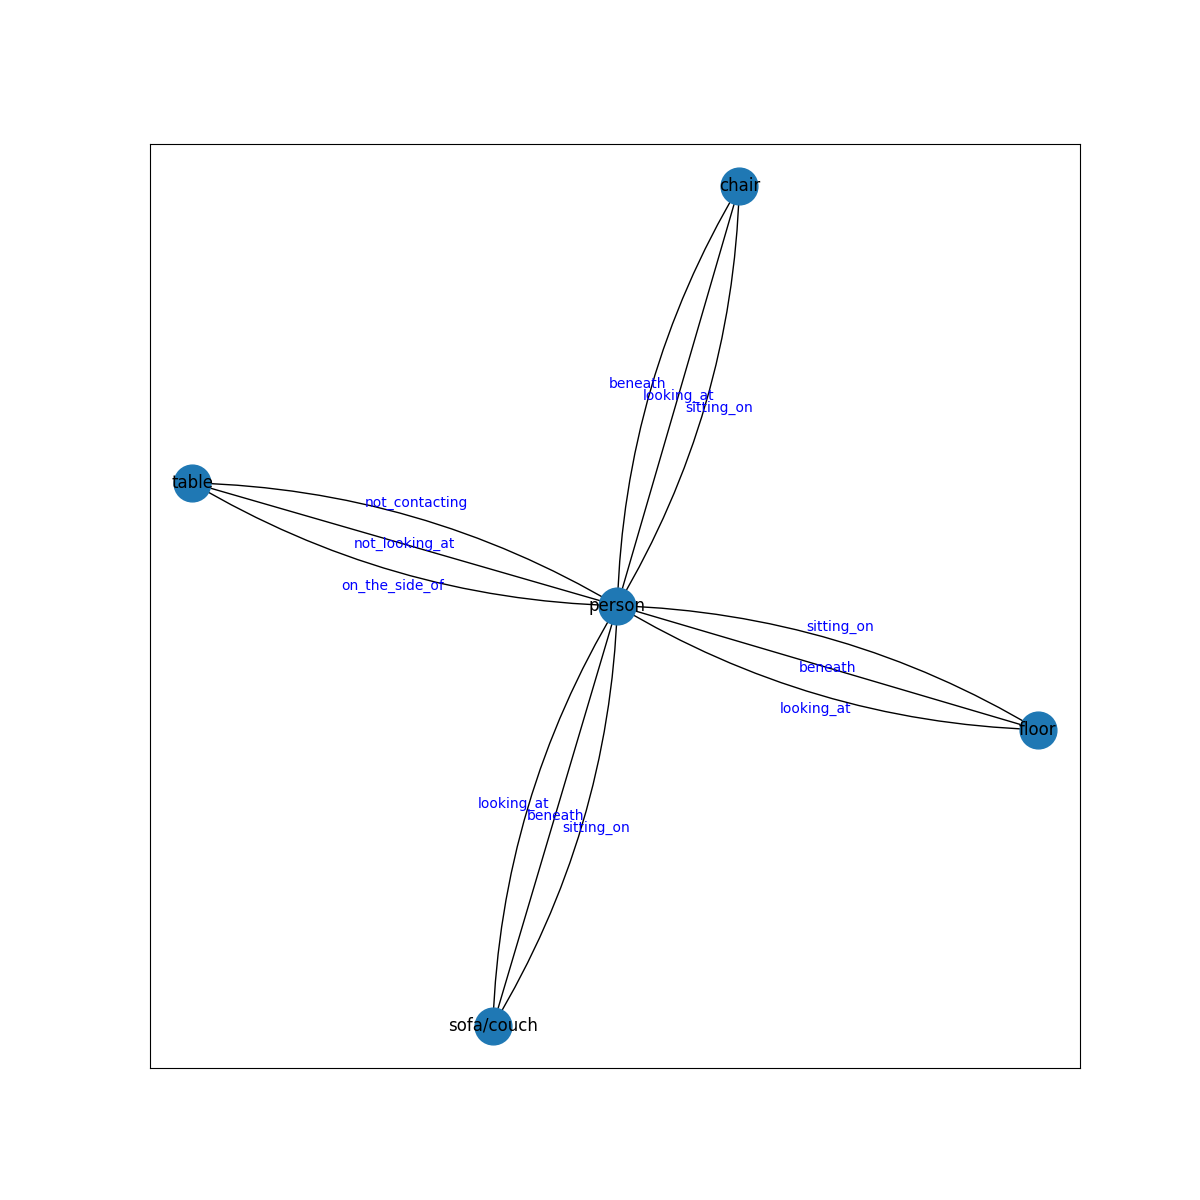 chair
beneath
looking_at
sitting_on
table
not_contacting
not_looking_at
on_the_side_of
person
sitting_on
beneath
looking_at
floor
looking_at
beneath
sitting_on
sofa/couch